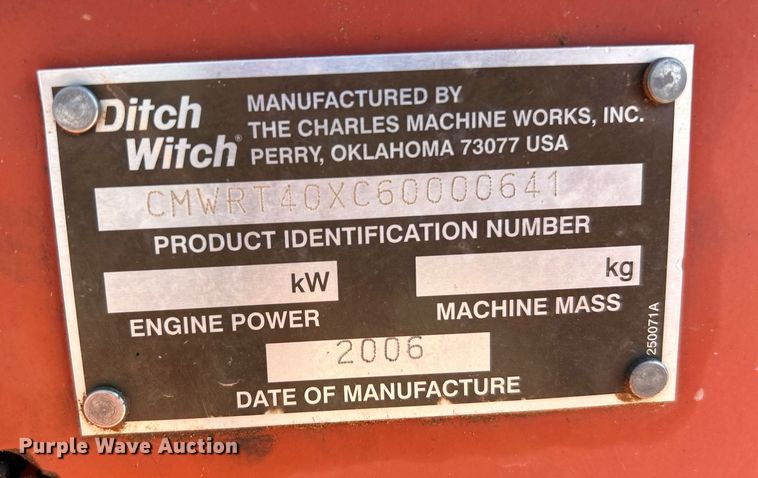 Ditch Witch®
MANUFACTURED BY
THE CHARLES MACHINE WORKS, INC.
PERRY, OKLAHOMA 73077 USA
CMWRT40XC60000641
PRODUCT IDENTIFICATION NUMBER
kW
ENGINE POWER
kg
MACHINE MASS
2006
DATE OF MANUFACTURE
250071A
Purple Wave Auction